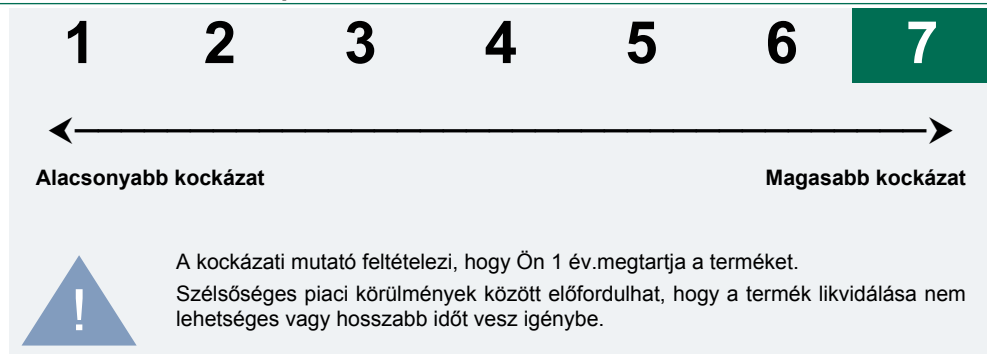 1 2 3 4 5 6 7
Alacsonyabb kockázat Magasabb kockázat
A kockázati mutató feltételezi, hogy Ön 1 év.megtartja a terméket.
!
Szélsőséges piaci körülmények között előfordulhat, hogy a termék likvidálása nem
lehetséges vagy hosszabb időt vesz igénybe.